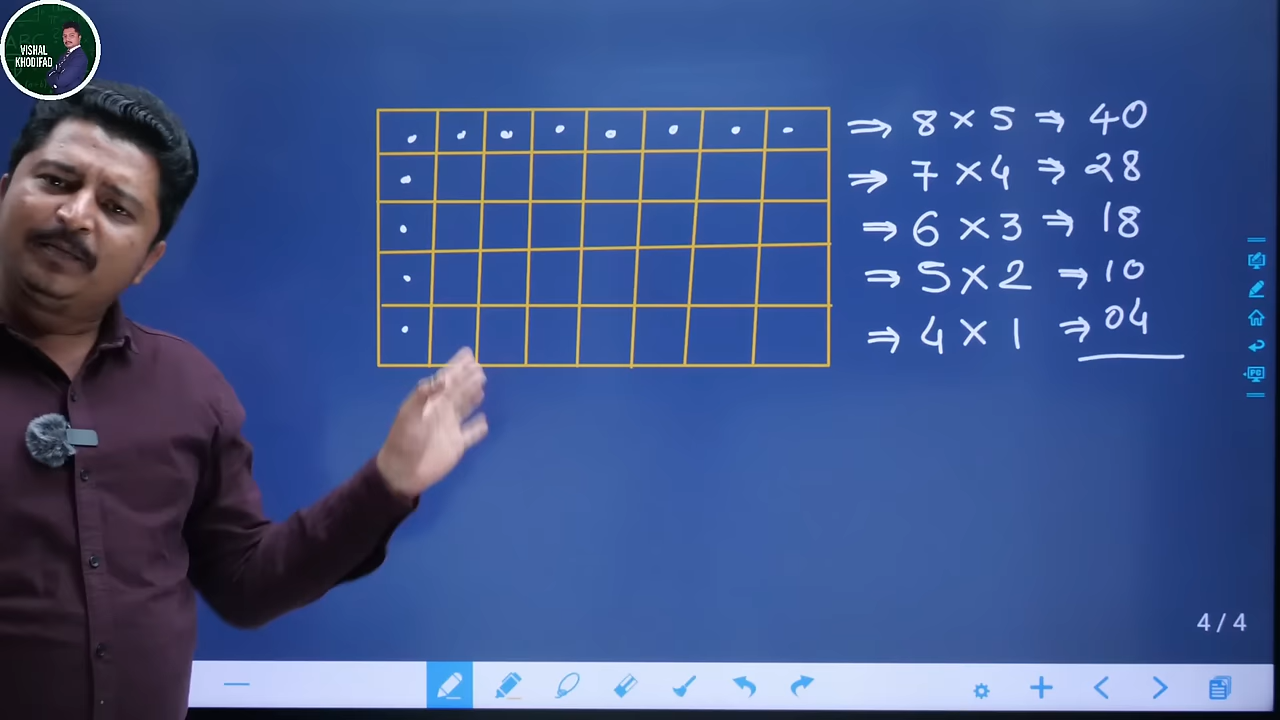 VISHAL
KHODIFAD
⇒ 8 × 5 ⇒ 40
⇒ 7 × 4 ⇒ 28
⇒ 6 × 3 ⇒ 18
⇒ 5 × 2 ⇒ 10
⇒ 4 × 1 ⇒ 04
4 / 4